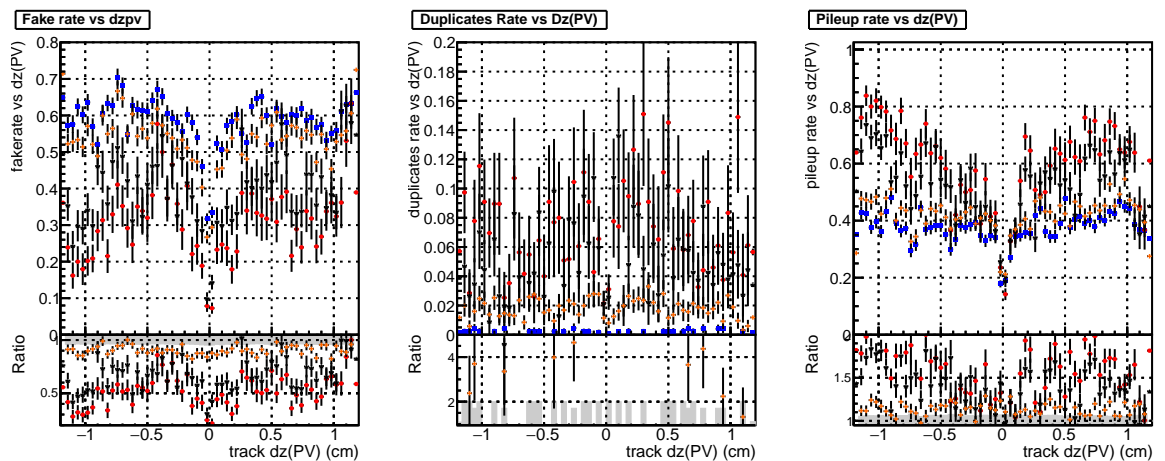 Fake rate vs dzpv
fakerate vs dz(PV)
0.8
0.7
0.6
0.5
0.4
0.3
0.2
0.1
0
Ratio
0.5
−1 −0.5 0 0.5 1
track dz(PV) (cm)
Duplicates Rate vs Dz(PV)
duplicates rate vs dz(PV)
0.2
0.18
0.16
0.14
0.12
0.1
0.08
0.06
0.04
0.02
0
Ratio
4
2
−1 −0.5 0 0.5 1
track dz(PV) (cm)
Pileup rate vs dz(PV)
pileup rate vs dz(PV)
1
0.8
0.6
0.4
0.2
0
Ratio
1.5
1
−1 −0.5 0 0.5 1
track dz(PV) (cm)